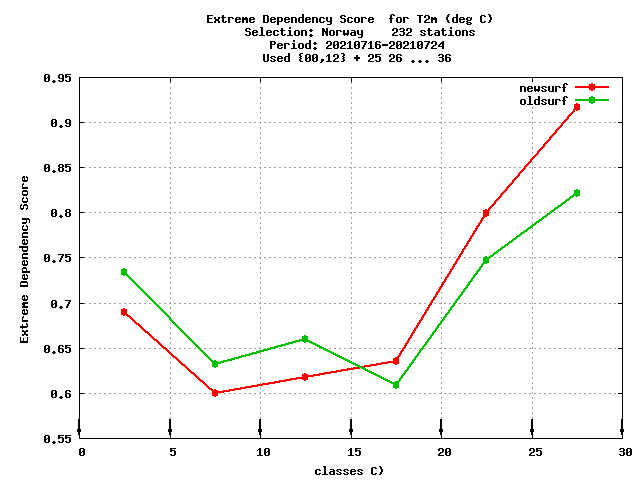 Extreme Dependency Score  for T2m (deg C)
Selection: Norway    232 stations
Period: 20210716-20210724
Used {00,12} + 25 26 ... 36
newsurf
oldsurf
0.95
0.9
0.85
0.8
0.75
0.7
0.65
0.6
0.55
Extreme Dependency Score
0 5 10 15 20 25 30
classes C)